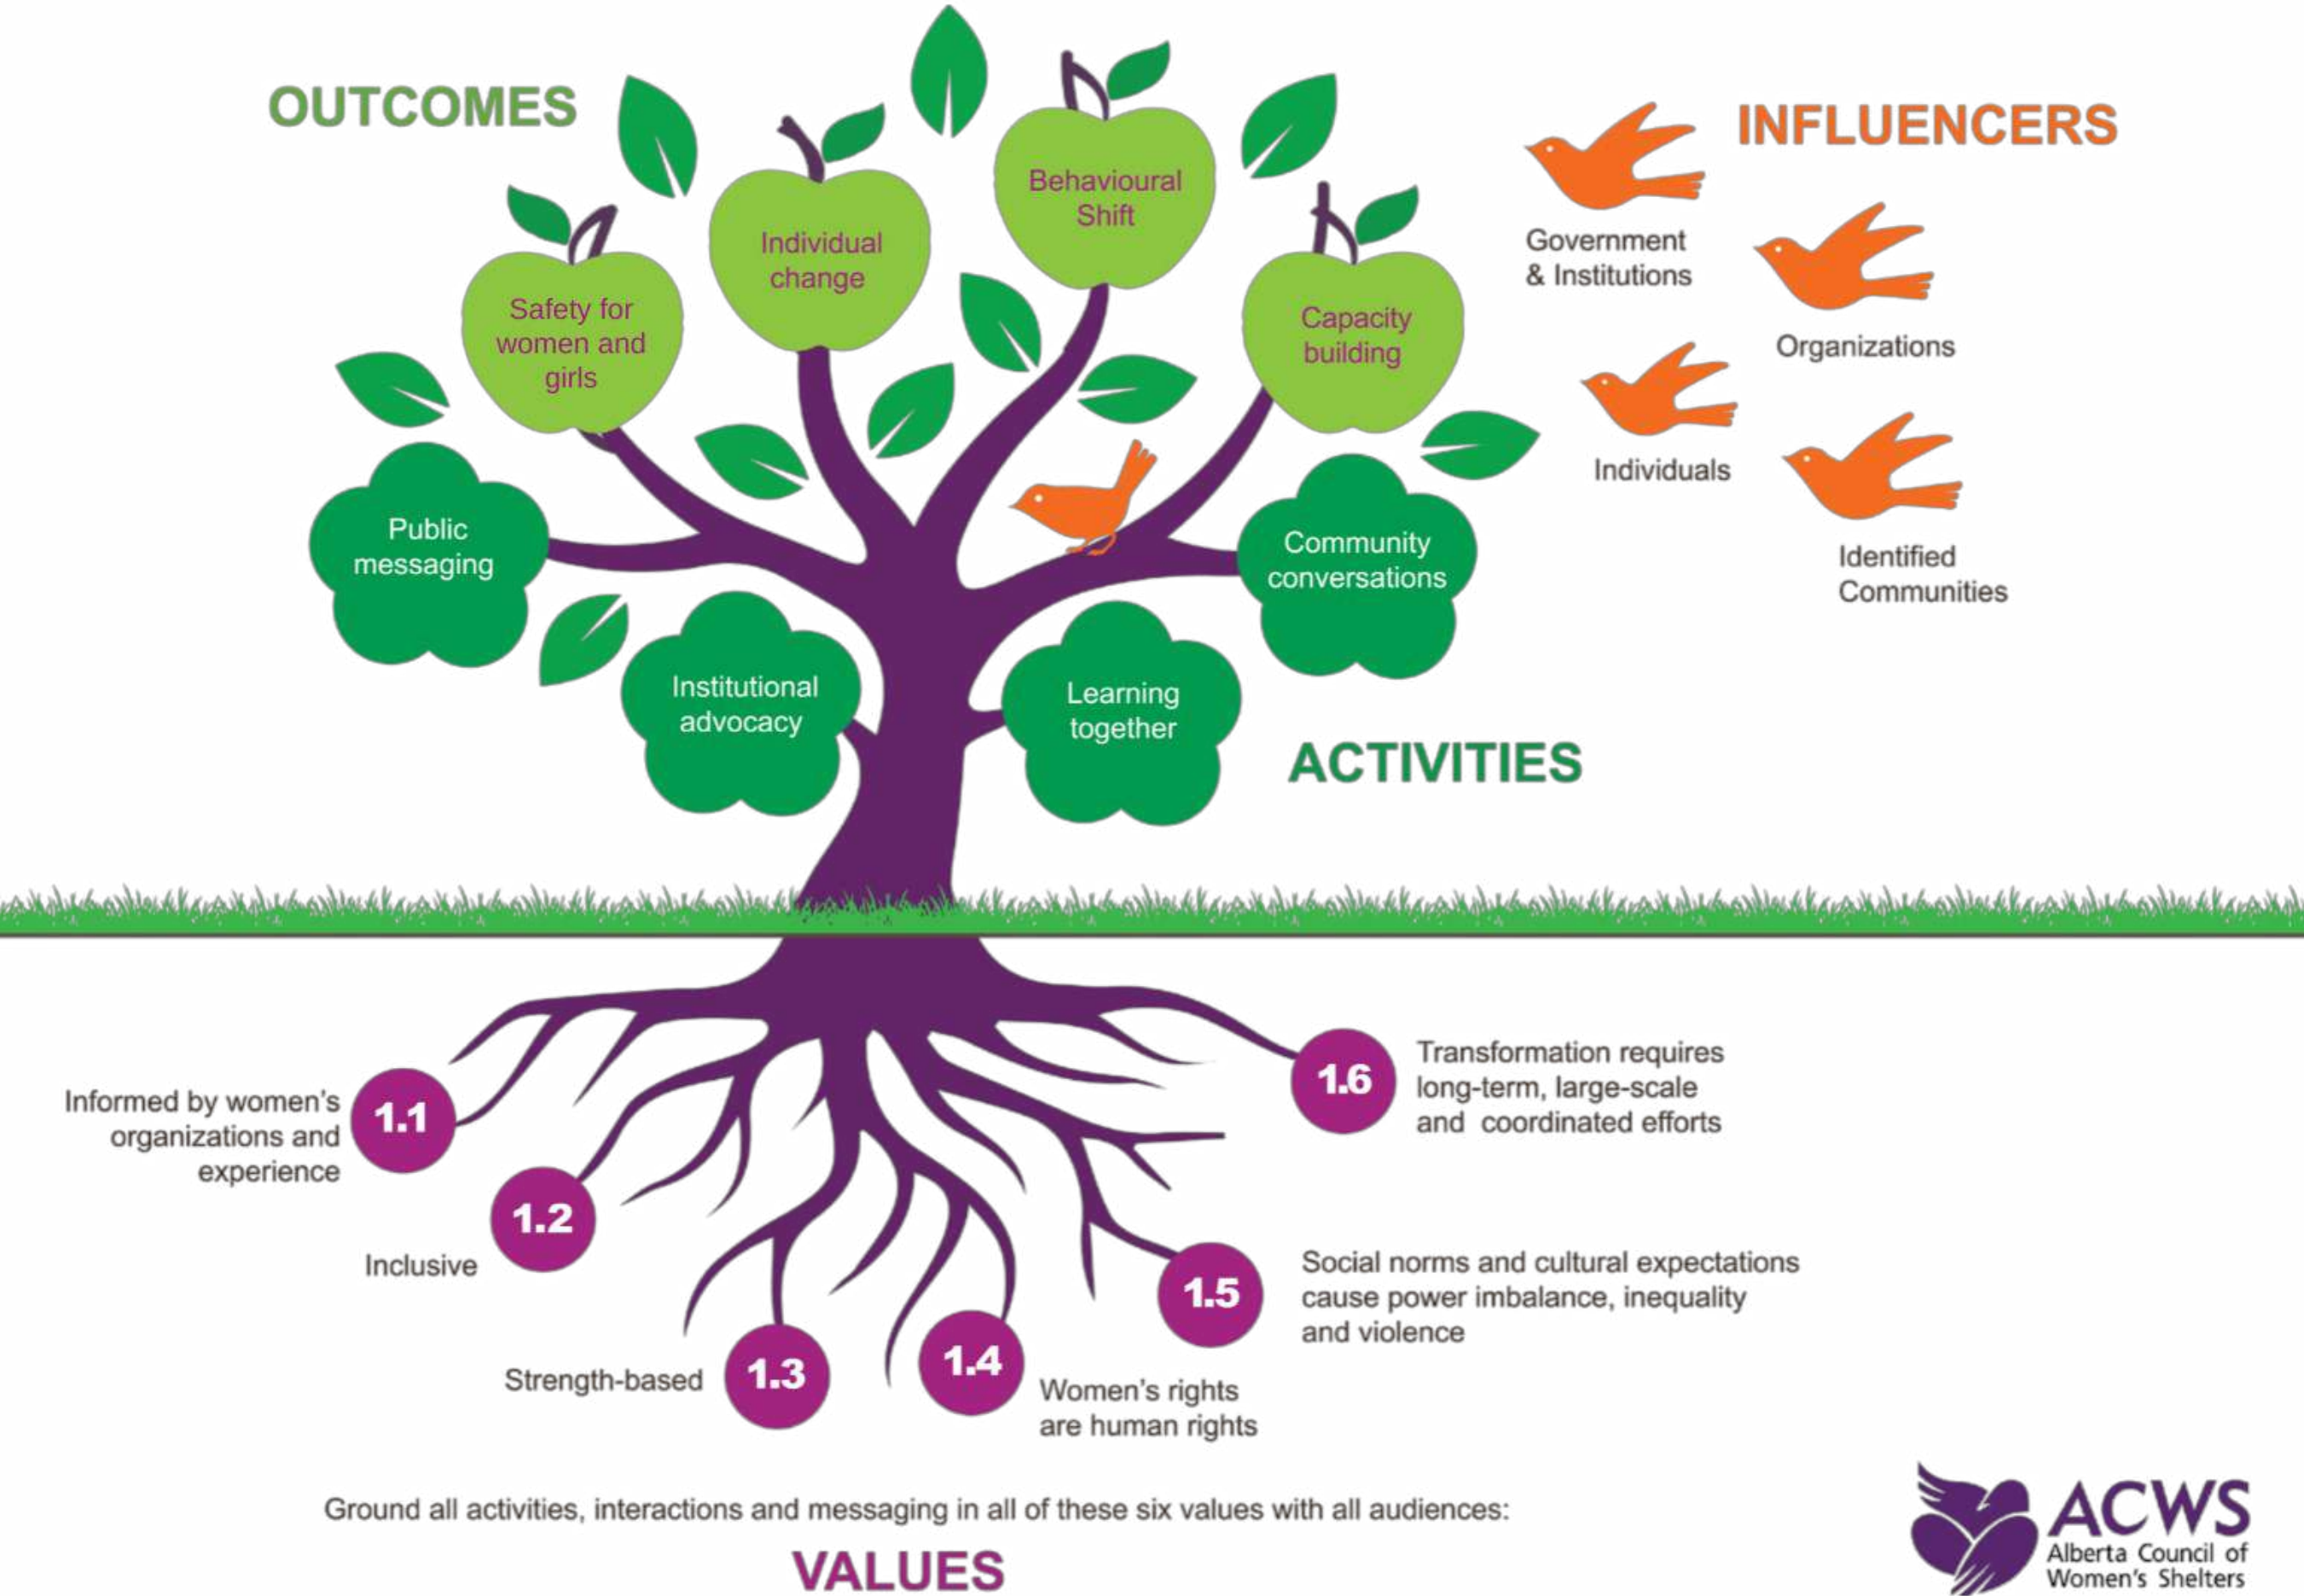 OUTCOMES
INFLUENCERS
Safety for
women and
girls
Individual
change
Behavioural
Shift
Capacity
building
Government
& Institutions
Organizations
Individuals
Identified
Communities
Public
messaging
Institutional
advocacy
Learning
together
Community
conversations
ACTIVITIES
Informed by women's
organizations and
experience
1.1
1.2
Inclusive
Strength-based
1.3
1.4
Women's rights
are human rights
1.5
Social norms and cultural expectations
cause power imbalance, inequality
and violence
1.6
Transformation requires
long-term, large-scale
and coordinated efforts
Ground all activities, interactions and messaging in all of these six values with all audiences:
VALUES
ACWS
Alberta Council of
Women's Shelters